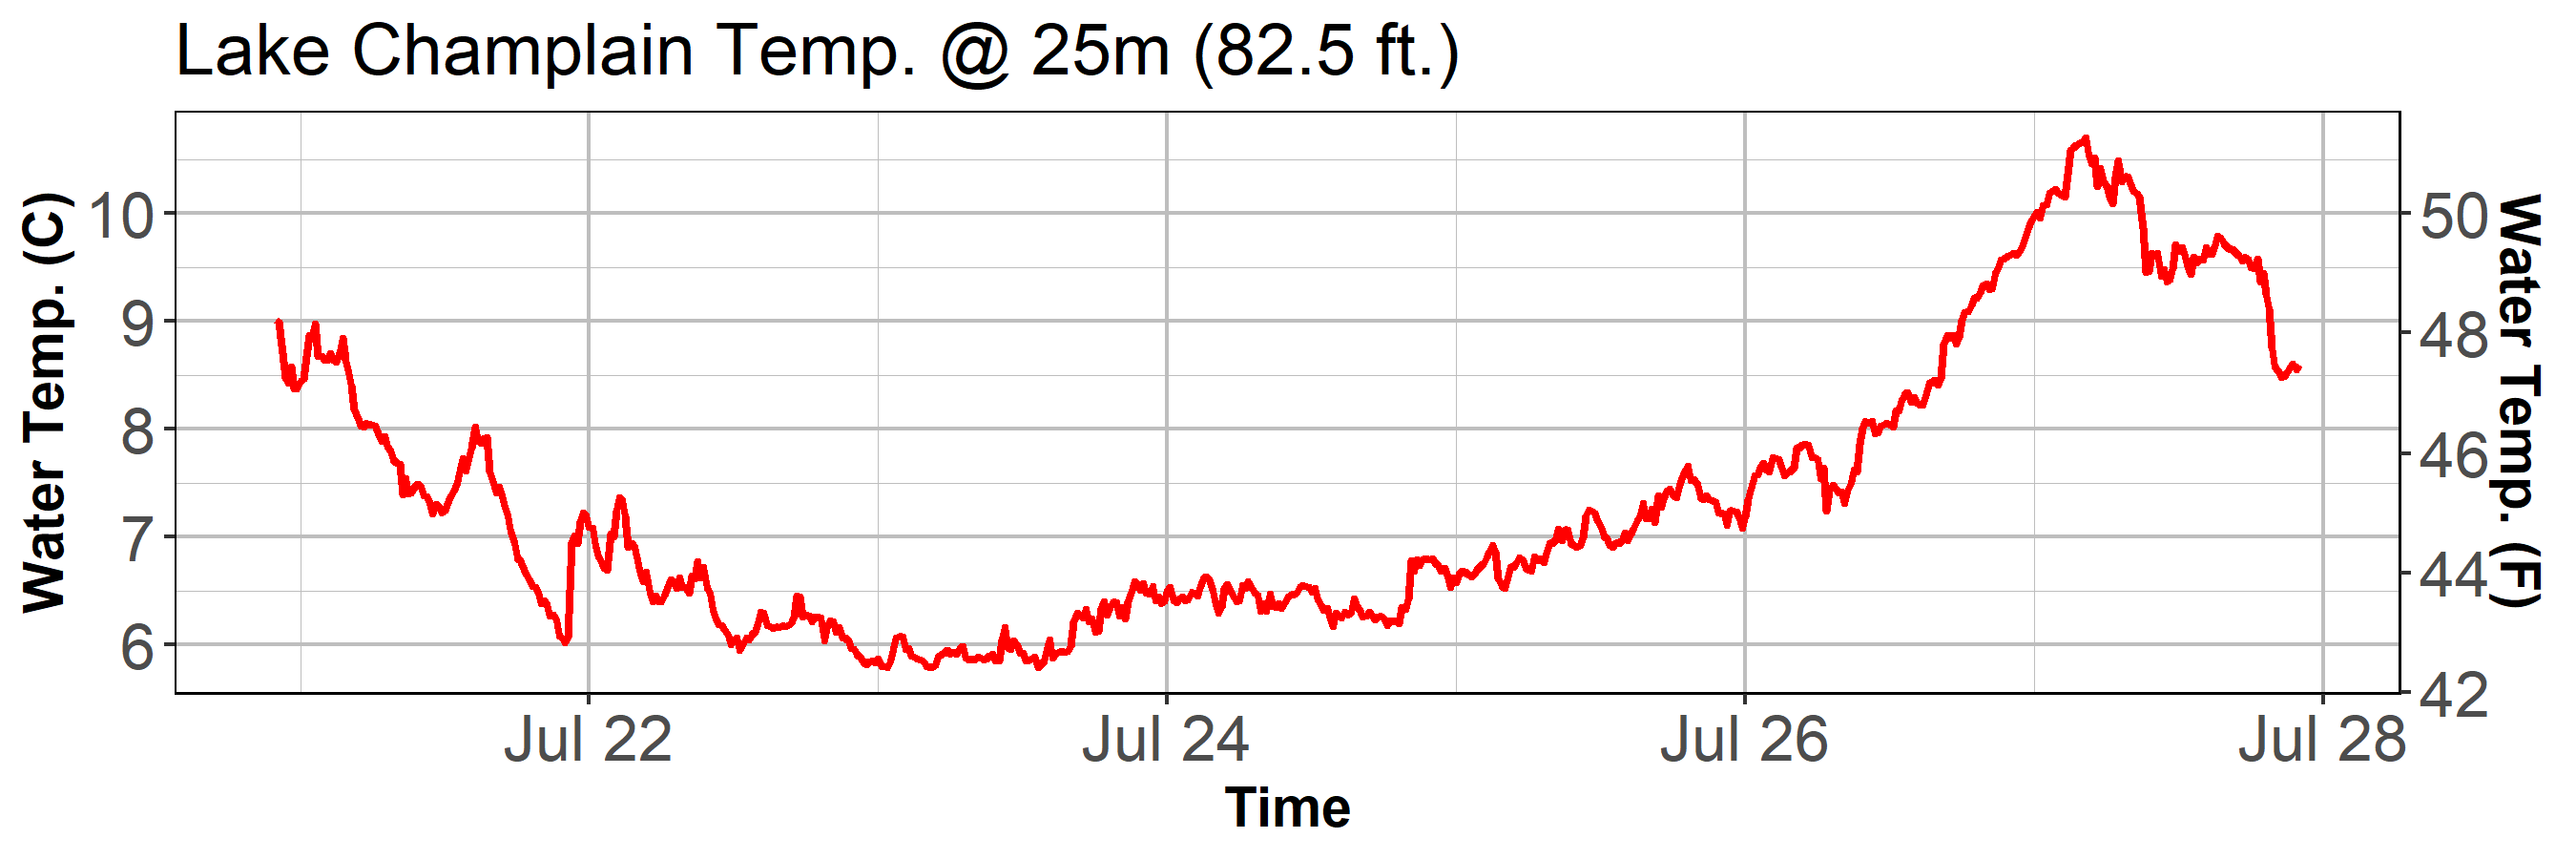 Lake Champlain Temp. @ 25m (82.5 ft.)
Water Temp. (C)
10
9
8
7
6
50
48
46
44
42
Water Temp. (F)
Jul 22 Jul 24 Jul 26 Jul 28
Time